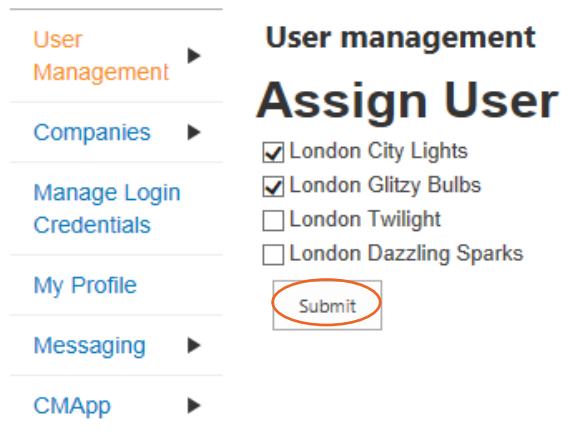 User
Management
Companies
Manage Login
Credentials
My Profile
Messaging
CMApp
User management
Assign User
London City Lights
London Glitzy Bulbs
London Twilight
London Dazzling Sparks
Submit